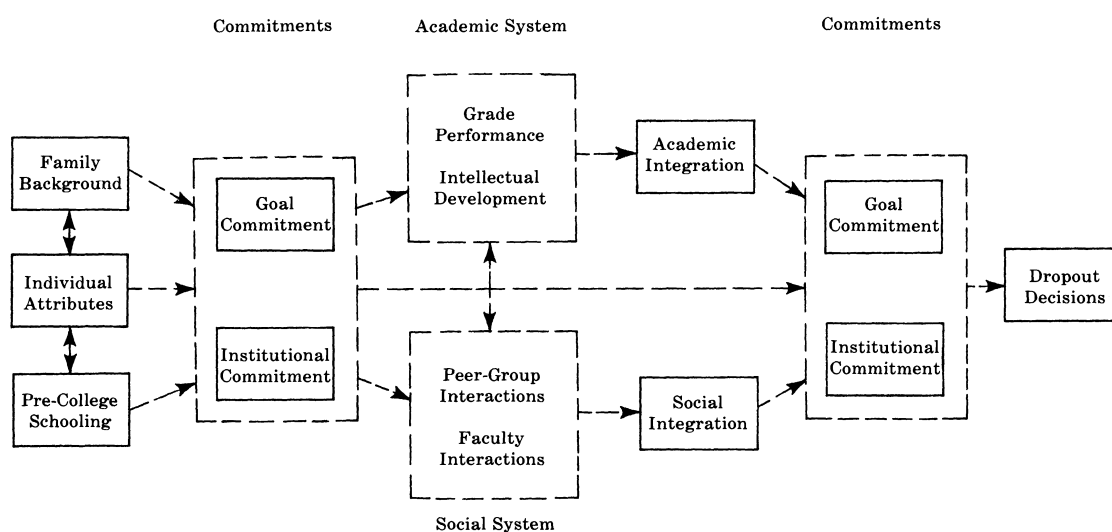 Commitments
Academic System
Commitments
Family
Background
Individual
Attributes
Pre-College
Schooling
Goal
Commitment
Institutional
Commitment
Grade
Performance
Intellectual
Development
Peer-Group
Interactions
Faculty
Interactions
Social System
Academic
Integration
Social
Integration
Goal
Commitment
Institutional
Commitment
Dropout
Decisions